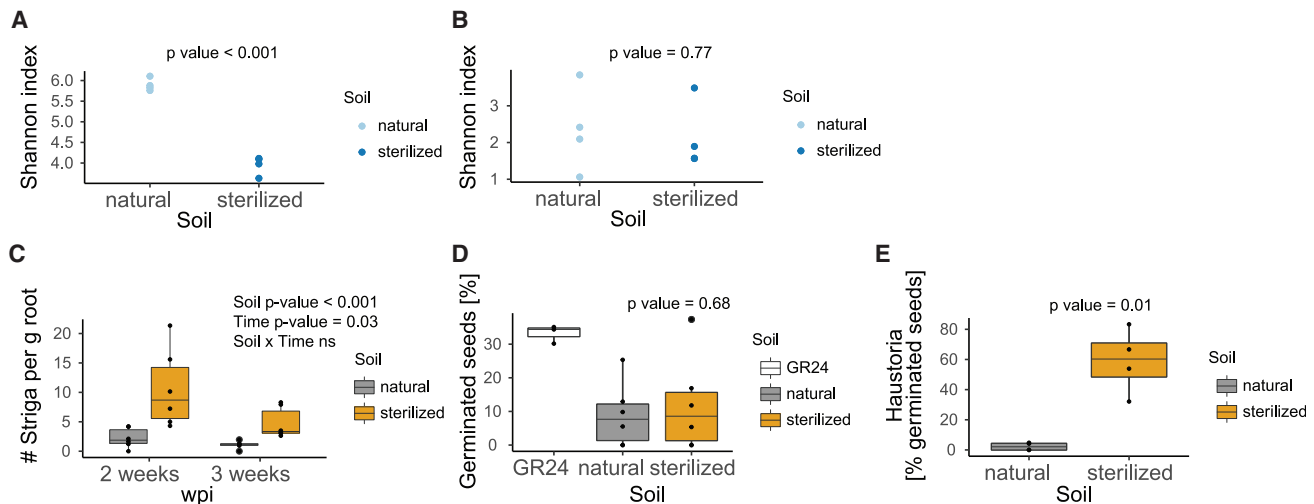 A
p value < 0.001
Shannon index
6.0
5.5
4.5
4.0
natural
sterilized
Soil
Soil
natural
sterilized
B
p value = 0.77
Shannon index
3
2
1
natural
sterilized
Soil
Soil
natural
sterilized
C
Soil p-value < 0.001
Time p-value = 0.03
Soil x Time ns
# Striga per g root
20
15
10
5
0
2 weeks
3 weeks
wpi
Soil
natural
sterilized
D
p value = 0.68
Germinated seeds [%]
30
20
10
0
GR24
natural
sterilized
Soil
Soil
GR24
natural
sterilized
E
p value = 0.01
Haustoria
[% germinated seeds]
80
60
40
20
0
natural
sterilized
Soil
Soil
natural
sterilized